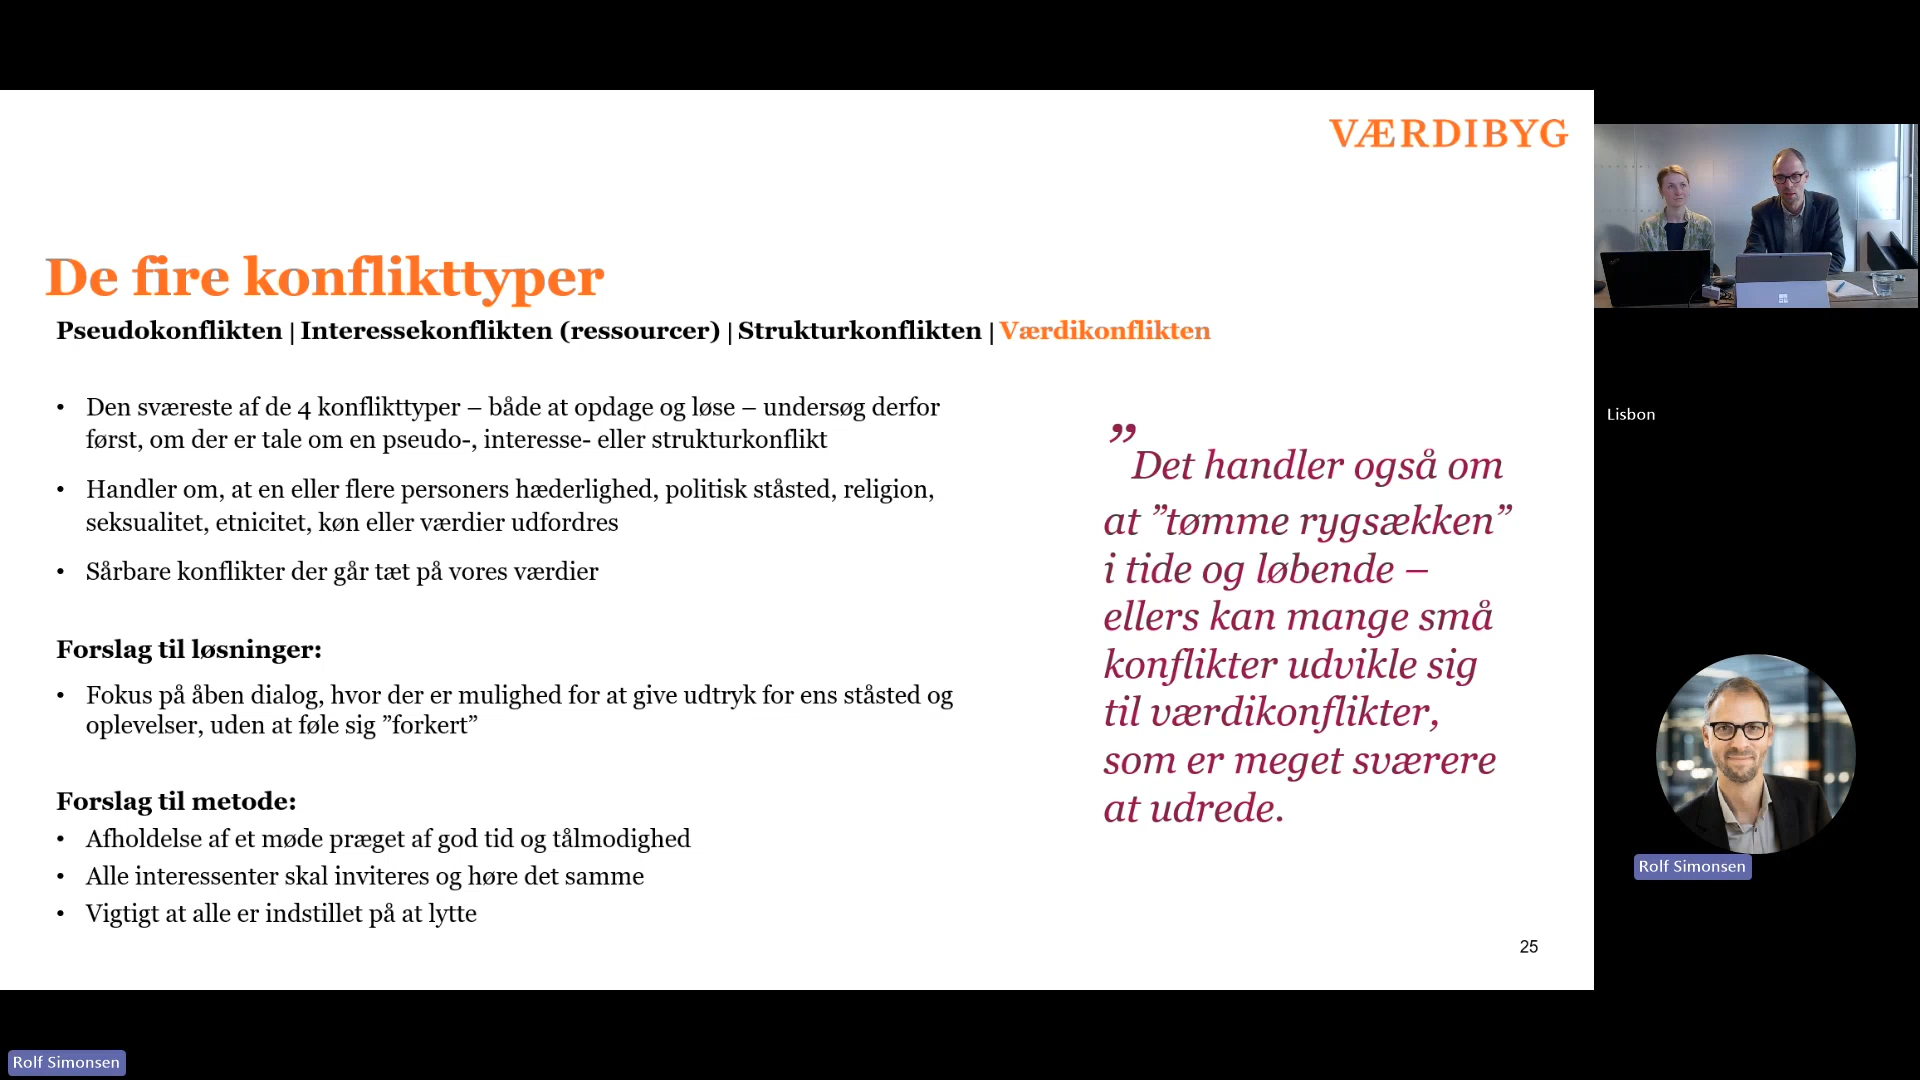 VÆRDIBYG
De fire konflikttyper
Pseudokonflikten | Interessekonflikten (ressourcer) | Strukturkonflikten | Værdikonflikten
• Den sværeste af de 4 konflikttyper – både at opdage og løse – undersøg derfor
først, om der er tale om en pseudo-, interesse- eller strukturkonflikt
• Handler om, at en eller flere personers hæderlighed, politisk ståsted, religion,
seksualitet, etnicitet, køn eller værdier udfordres
• Sårbare konflikter der går tæt på vores værdier
Forslag til løsninger:
• Fokus på åben dialog, hvor der er mulighed for at give udtryk for ens ståsted og
oplevelser, uden at føle sig ”forkert”
Forslag til metode:
• Afholdelse af et møde præget af god tid og tålmodighed
• Alle interessenter skal inviteres og høre det samme
• Vigtigt at alle er indstillet på at lytte
”Det handler også om
at ”tømme rygsækken”
i tide og løbende –
ellers kan mange små
konflikter udvikle sig
til værdikonflikter,
som er meget sværere
at udrede.
25
Lisbon
Rolf Simonsen
Rolf Simonsen